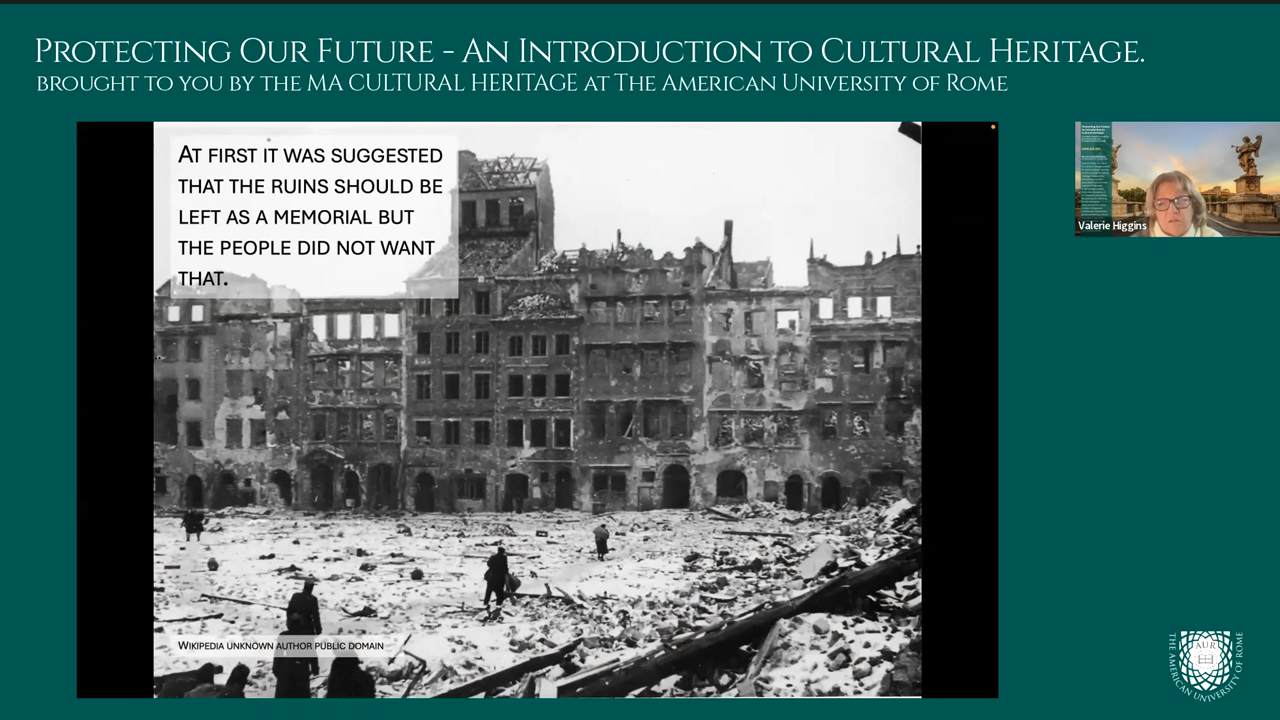 Protecting Our Future - An Introduction to Cultural Heritage.
brought to you by the MA Cultural Heritage at The American University of Rome
At first it was suggested
that the ruins should be
left as a memorial but
the people did not want
that.
Valerie Higgins
Wikipedia unknown author public domain
AUR
THE AMERICAN UNIVERSITY OF ROME